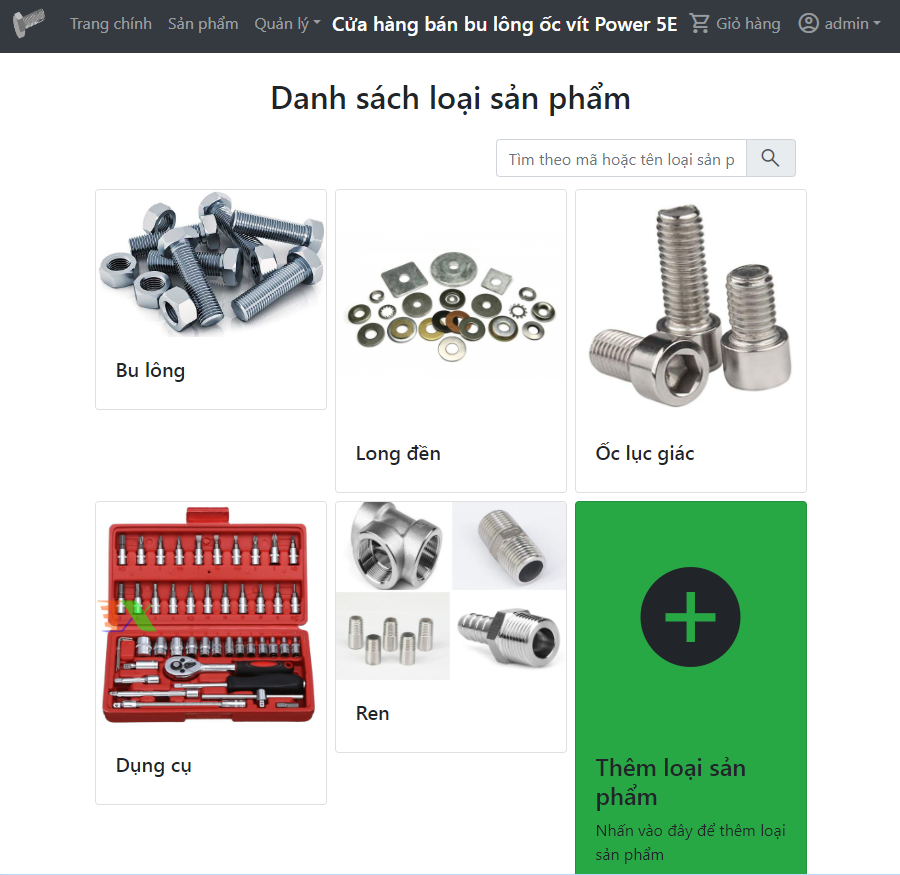 Trang chính Sản phẩm Quản lý Cửa hàng bán bu lông ốc vít Power 5E Giỏ hàng admin
Danh sách loại sản phẩm
Tìm theo mã hoặc tên loại sản p
Bu lông
Long đền
Ốc lục giác
Dụng cụ
Ren
Thêm loại sản
phẩm
Nhấn vào đây để thêm loại
sản phẩm